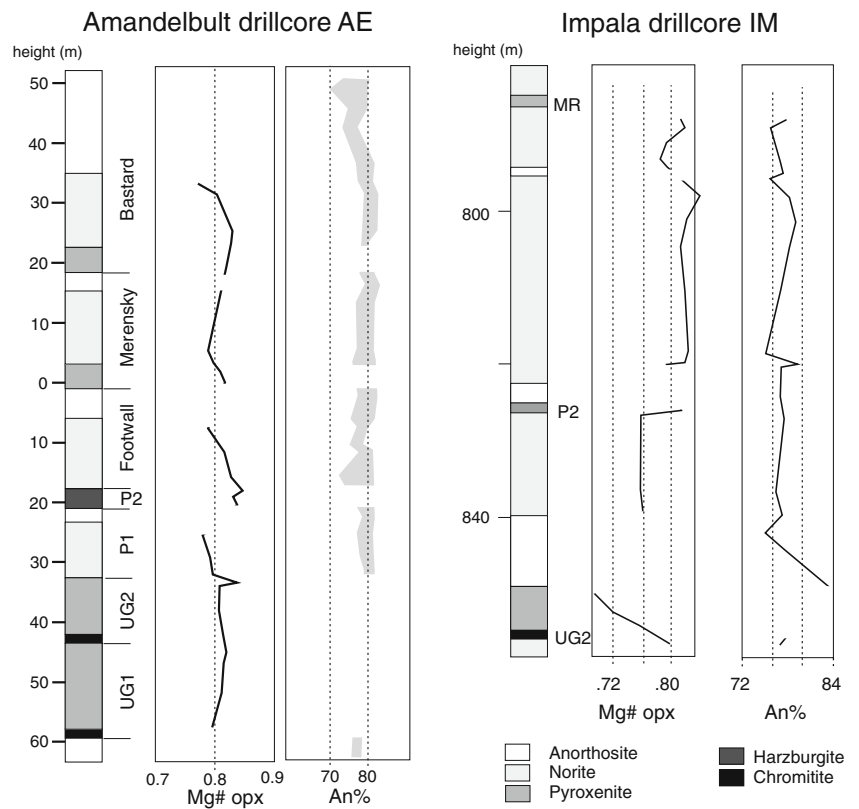 Amandelbult drillcore AE
height (m)
50
40
30
20
10
0
10
20
30
40
50
60
Bastard
Merensky
Footwall
P2
P1
UG2
UG1
0.7 0.8 0.9
Mg# opx
70 80
An%
Impala drillcore IM
height (m)
MR
800
P2
840
UG2
.72 .80
Mg# opx
72 84
An%
Anorthosite
Norite
Pyroxenite
Harzburgite
Chromitite